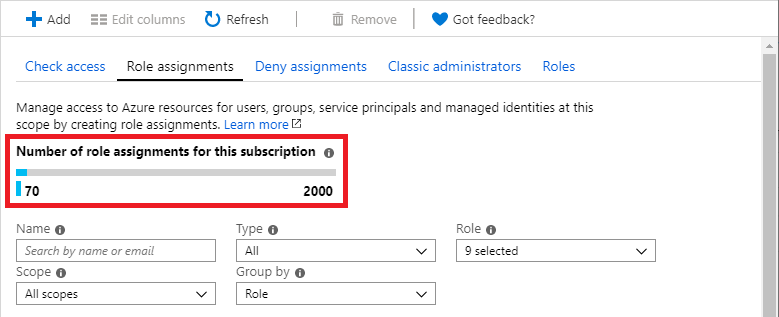 Add Edit columns Refresh Remove Got feedback?
Check access Role assignments Deny assignments Classic administrators Roles
Manage access to Azure resources for users, groups, service principals and managed identities at this
scope by creating role assignments. Learn more
Number of role assignments for this subscription
70 2000
Name Type Role
Search by name or email All 9 selected
Scope Group by
All scopes Role